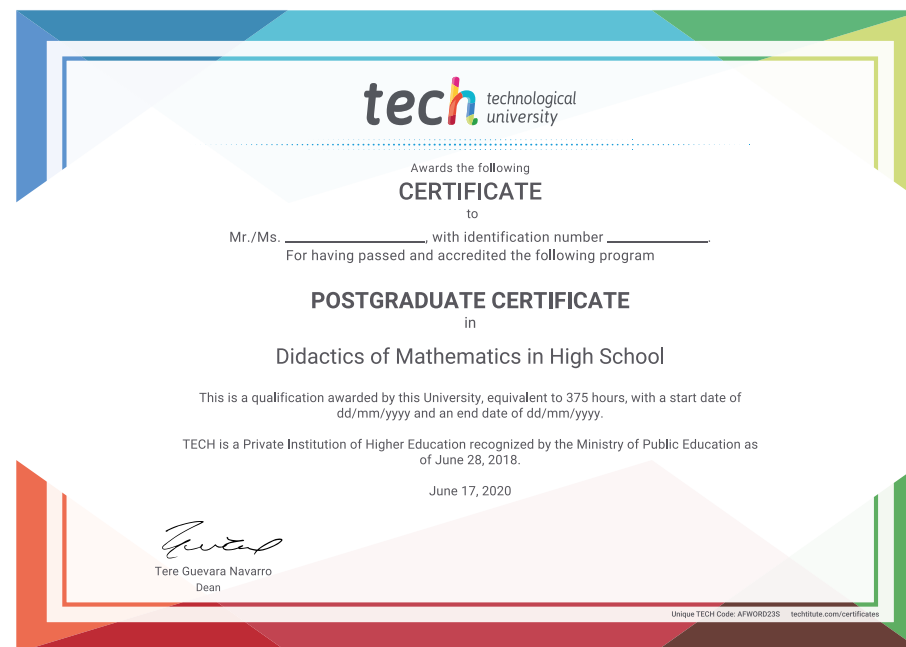 tech technological
university
Awards the following
CERTIFICATE
to
Mr./Ms. ____________________, with identification number ______________.
For having passed and accredited the following program
POSTGRADUATE CERTIFICATE
in
Didactics of Mathematics in High School
This is a qualification awarded by this University, equivalent to 375 hours, with a start date of
dd/mm/yyyy and an end date of dd/mm/yyyy.
TECH is a Private Institution of Higher Education recognized by the Ministry of Public Education as
of June 28, 2018.
June 17, 2020
Tere Guevara Navarro
Dean
Unique TECH Code: AFWORD23S techtitute.com/certificates